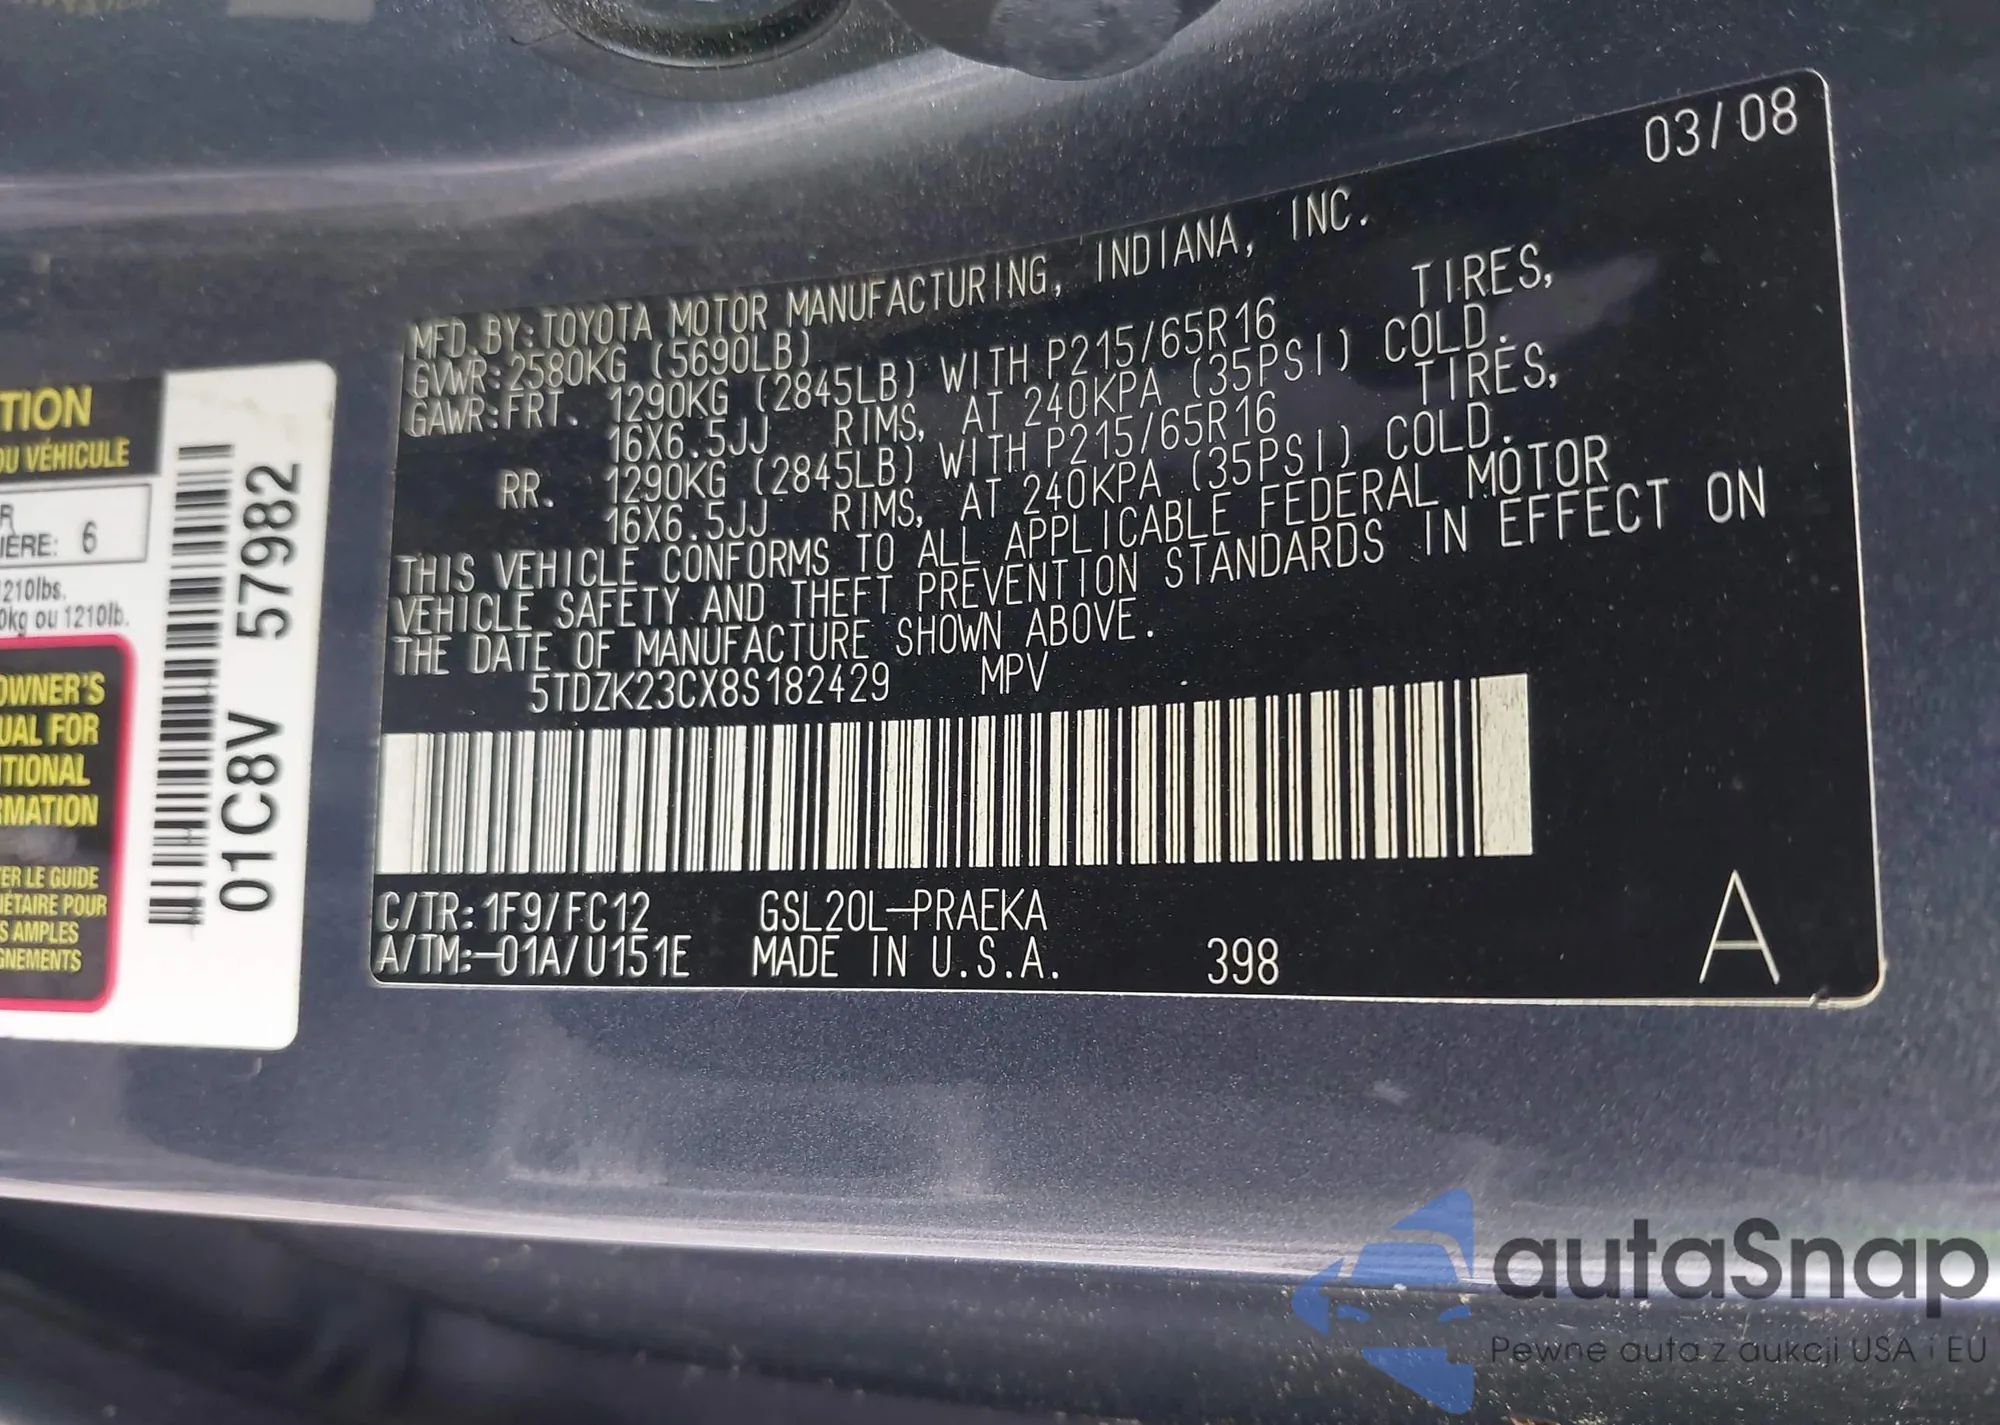 03/08
MFD.BY:TOYOTA MOTOR MANUFACTURING, INDIANA, INC.
GVWR:2580KG (5690LB)
GAWR:FRT. 1290KG (2845LB) WITH P215/65R16 TIRES,
16X6.5JJ RIMS, AT 240KPA (35PSI) COLD.
RR. 1290KG (2845LB) WITH P215/65R16 TIRES,
16X6.5JJ RIMS, AT 240KPA (35PSI) COLD.
THIS VEHICLE CONFORMS TO ALL APPLICABLE FEDERAL MOTOR
VEHICLE SAFETY AND THEFT PREVENTION STANDARDS IN EFFECT ON
THE DATE OF MANUFACTURE SHOWN ABOVE.
5TDZK23CX8S182429 MPV
C/TR:1F9/FC12 GSL20L-PRAEKA
A/TM:-01A/U151E MADE IN U.S.A. 398 A
TION
DU VÉHICULE
R
IÈRE: 6
1210lbs.
0kg ou 1210lb.
OWNER'S
UAL FOR
ITIONAL
RMATION
ER LE GUIDE
IÉTAIRE POUR
S AMPLES
GNEMENTS
01C8V 57982
autaSnap
Pewne auta z aukcji USA i EU